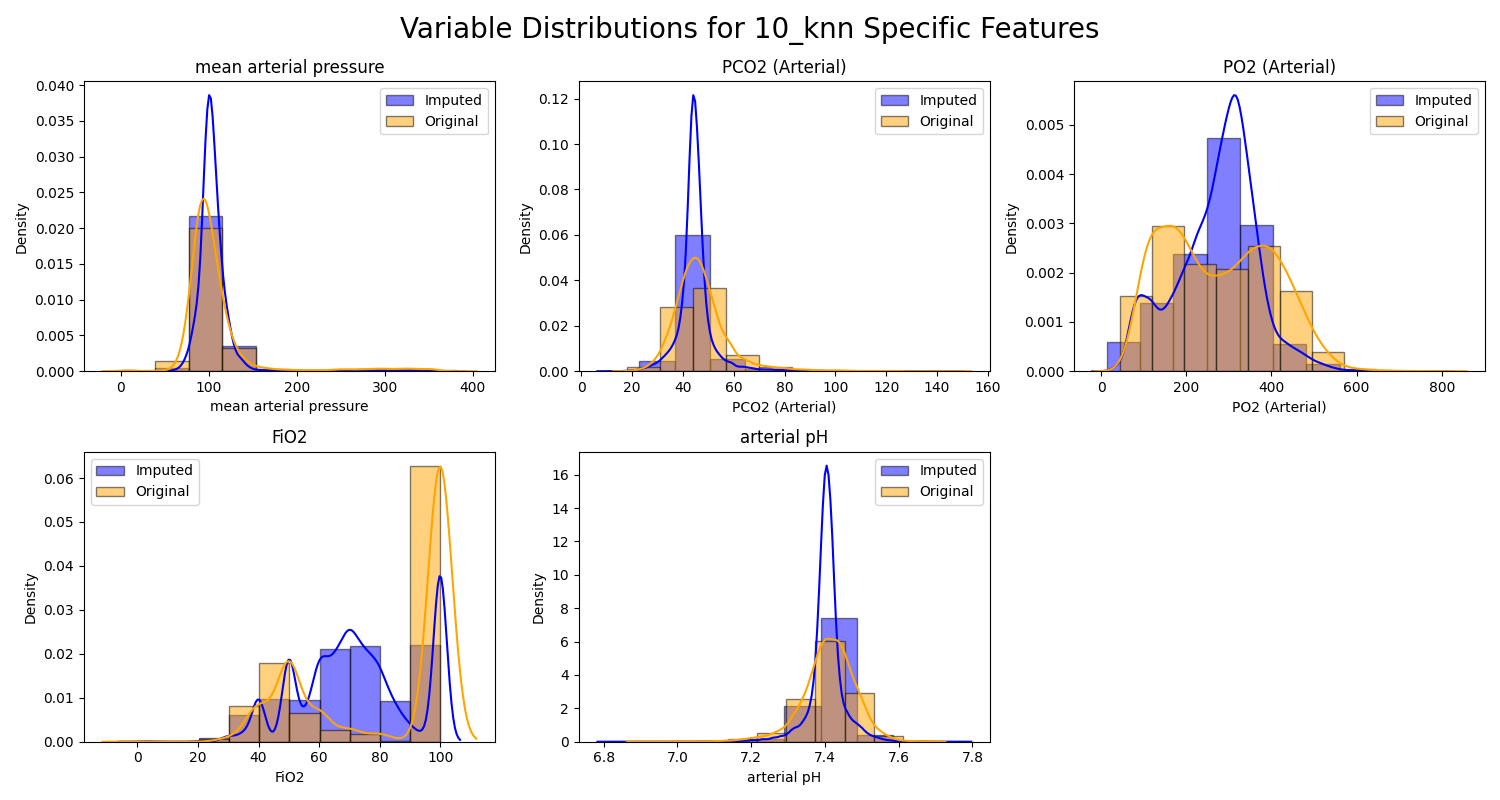 Variable Distributions for 10_knn Specific Features
mean arterial pressure
0.040
0.035
0.030
0.025
0.020
0.015
0.010
0.005
0.000
Density
Imputed
Original
0 100 200 300 400
mean arterial pressure
PCO2 (Arterial)
0.12
0.10
0.08
0.06
0.04
0.02
0.00
Density
Imputed
Original
0 20 40 60 80 100 120 140 160
PCO2 (Arterial)
PO2 (Arterial)
0.005
0.004
0.003
0.002
0.001
0.000
Density
Imputed
Original
0 200 400 600 800
PO2 (Arterial)
FiO2
0.06
0.05
0.04
0.03
0.02
0.01
0.00
Density
Imputed
Original
0 20 40 60 80 100
FiO2
arterial pH
16
14
12
10
8
6
4
2
0
Density
Imputed
Original
6.8 7.0 7.2 7.4 7.6 7.8
arterial pH